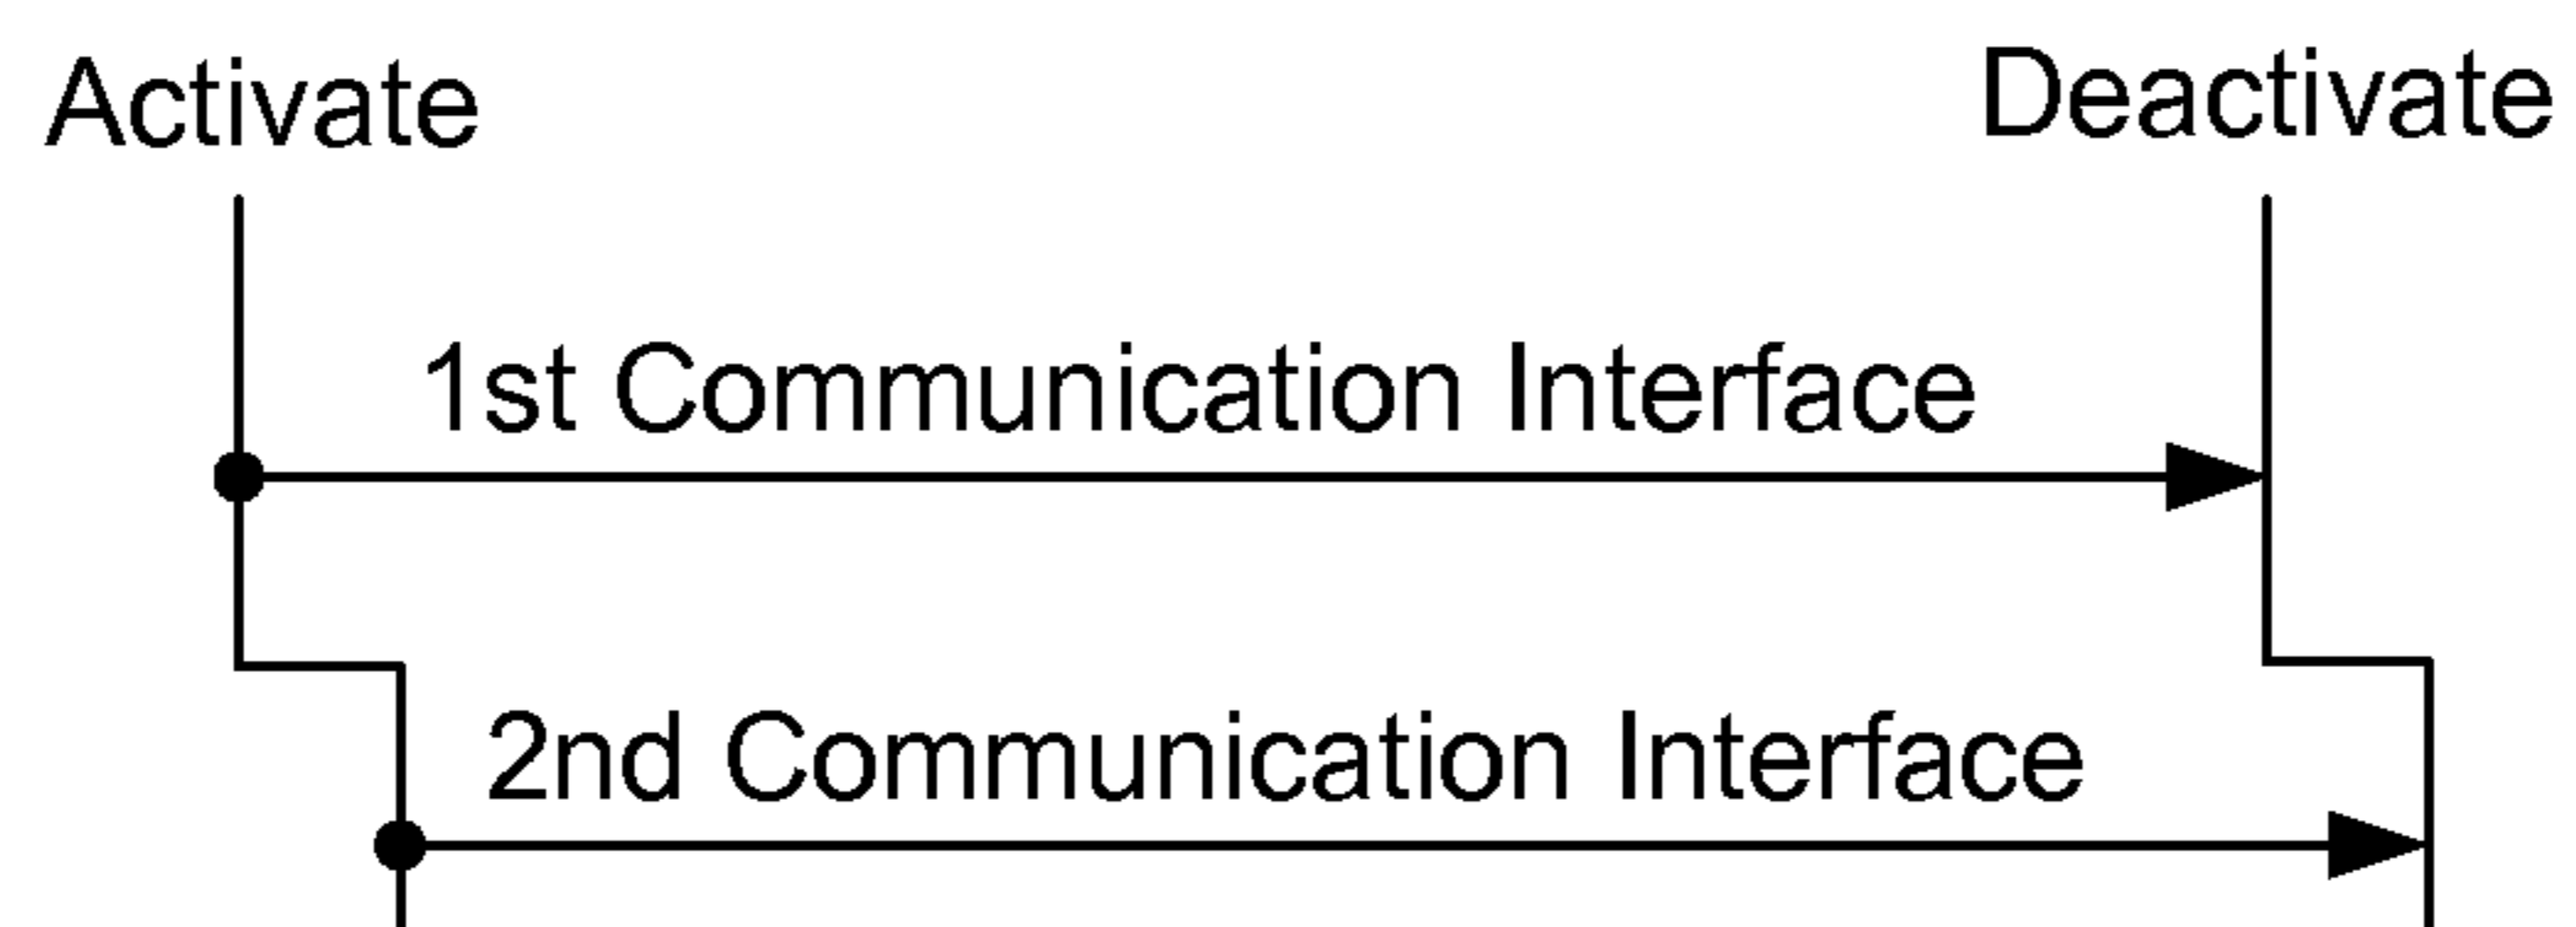 Activate
Deactivate
1st Communication Interface
2nd Communication Interface